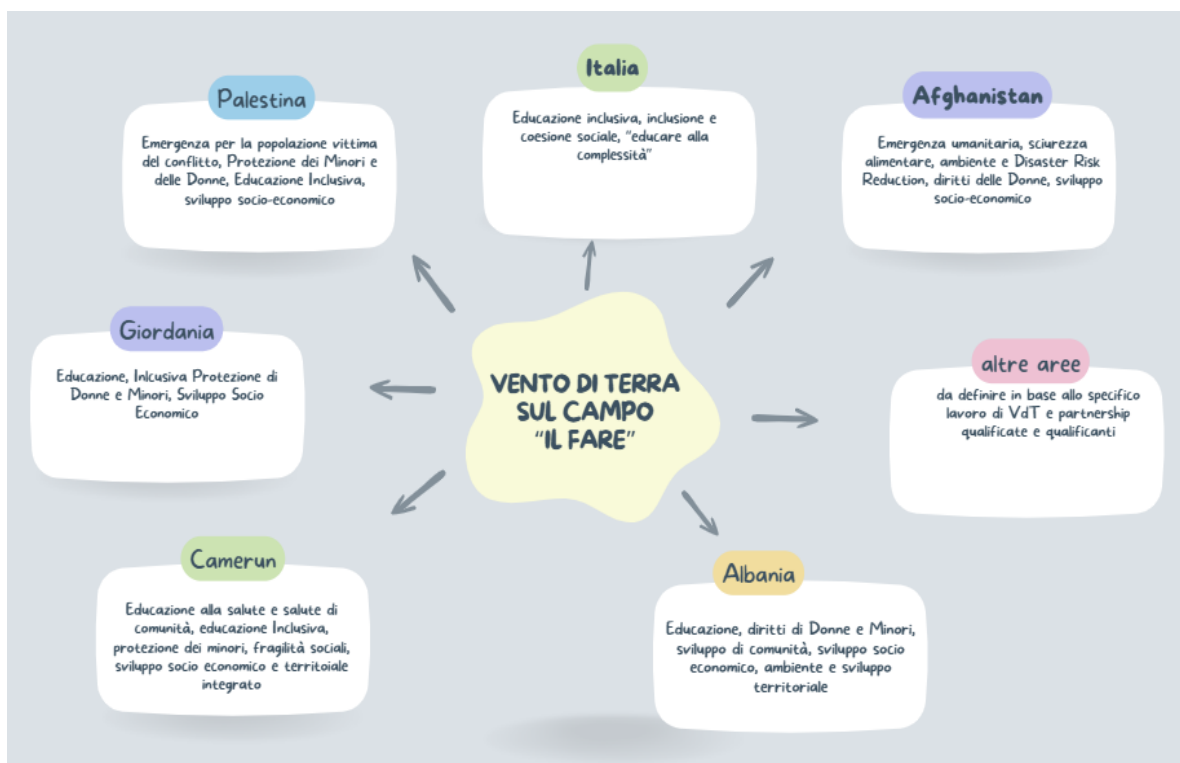 Italia
Educazione inclusiva, inclusione e
coesione sociale, “educare alla
complessità”
Palestina
Emergenza per la popolazione vittima
del conflitto, Protezione dei Minori e
delle Donne, Educazione Inclusiva,
sviluppo socio-economico
Afghanistan
Emergenza umanitaria, sciurezza
alimentare, ambiente e Disaster Risk
Reduction, diritti delle Donne, sviluppo
socio-economico
Giordania
Educazione, Inlcusiva Protezione di
Donne e Minori, Sviluppo Socio
Economico
VENTO DI TERRA
SUL CAMPO
“IL FARE”
altre aree
da definire in base allo specifico
lavoro di VdT e partnership
qualificate e qualificanti
Camerun
Educazione alla salute e salute di
comunità, educazione Inclusiva,
protezione dei minori, fragilità sociali,
sviluppo socio economico e territoiale
integrato
Albania
Educazione, diritti di Donne e Minori,
sviluppo di comunità, sviluppo socio
economico, ambiente e sviluppo
territoriale